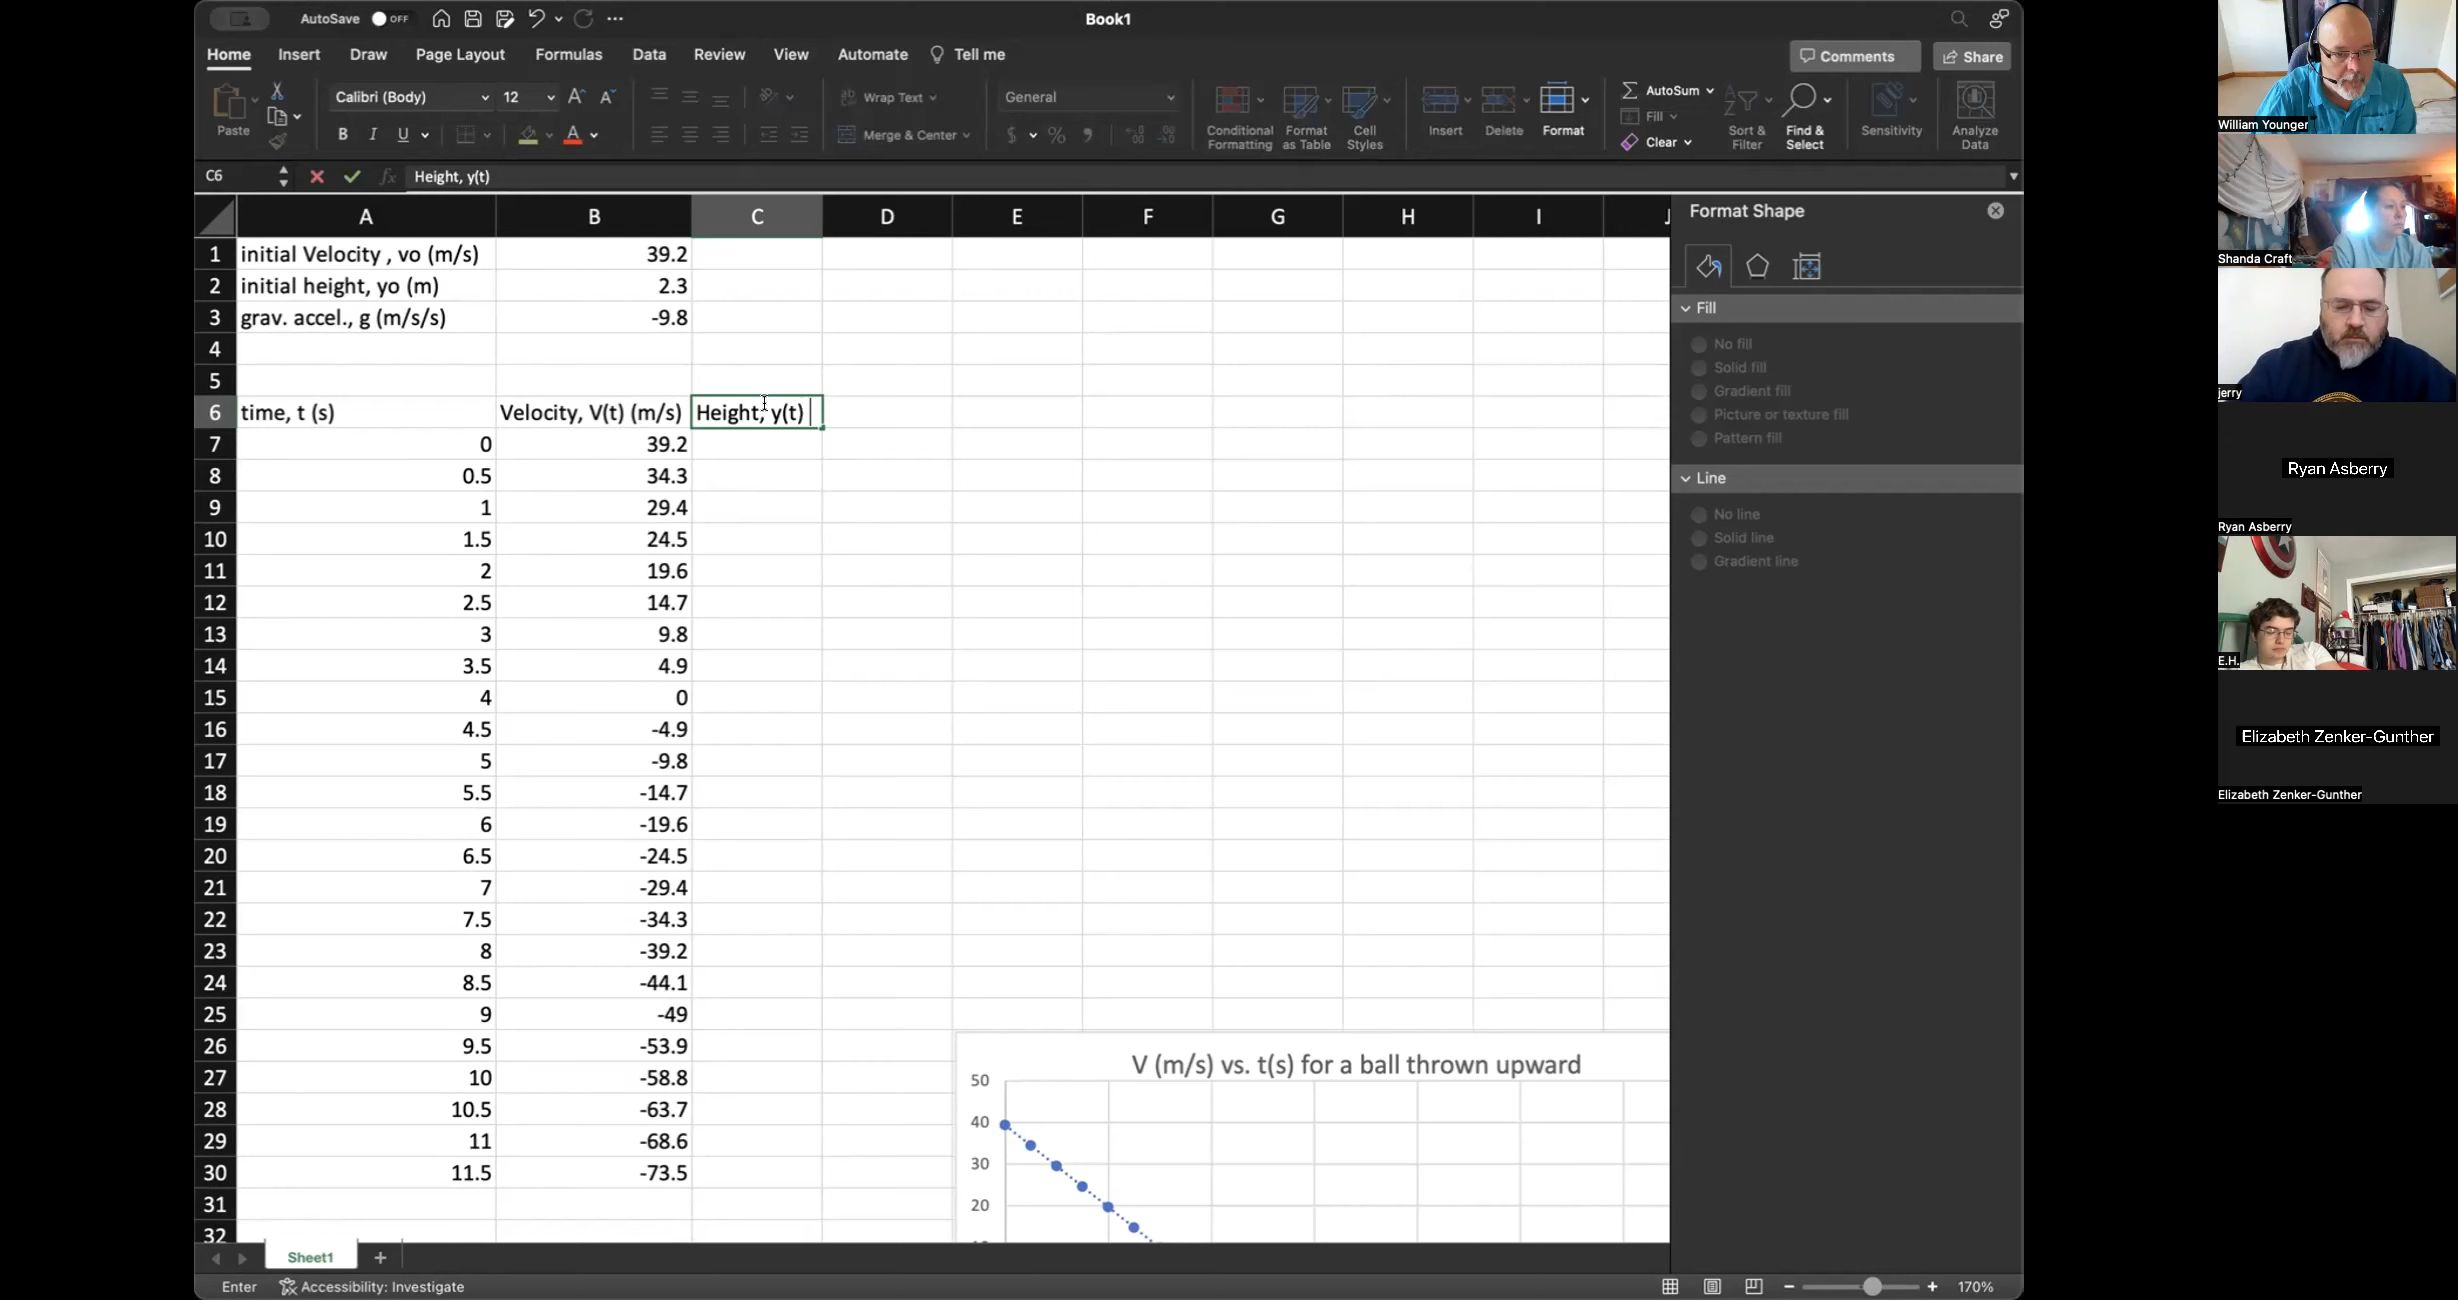 AutoSave OFF Book1
Home Insert Draw Page Layout Formulas Data Review View Automate Tell me Comments Share
Paste Calibri (Body) 12 A A Wrap Text General AutoSum
Fill
B I U A Merge & Center $ % Conditional Formatting Format as Table Cell Styles Insert Delete Format Clear Sort & Filter Find & Select Sensitivity Analyze Data
C6 fx Height, y(t)
A B C D E F G H I J
1 initial Velocity , vo (m/s) 39.2
2 initial height, yo (m) 2.3
3 grav. accel., g (m/s/s) -9.8
4
5
6 time, t (s) Velocity, V(t) (m/s) Height, y(t)
7 0 39.2
8 0.5 34.3
9 1 29.4
10 1.5 24.5
11 2 19.6
12 2.5 14.7
13 3 9.8
14 3.5 4.9
15 4 0
16 4.5 -4.9
17 5 -9.8
18 5.5 -14.7
19 6 -19.6
20 6.5 -24.5
21 7 -29.4
22 7.5 -34.3
23 8 -39.2
24 8.5 -44.1
25 9 -49
26 9.5 -53.9
27 10 -58.8
28 10.5 -63.7
29 11 -68.6
30 11.5 -73.5
31
32
V (m/s) vs. t(s) for a ball thrown upward
50
40
30
20
Format Shape
Fill
No fill
Solid fill
Gradient fill
Picture or texture fill
Pattern fill
Line
No line
Solid line
Gradient line
Sheet1 +
Enter Accessibility: Investigate 170%
William Younger
Shanda Craft
jerry
Ryan Asberry
Ryan Asberry
E.H.
Elizabeth Zenker-Gunther
Elizabeth Zenker-Gunther